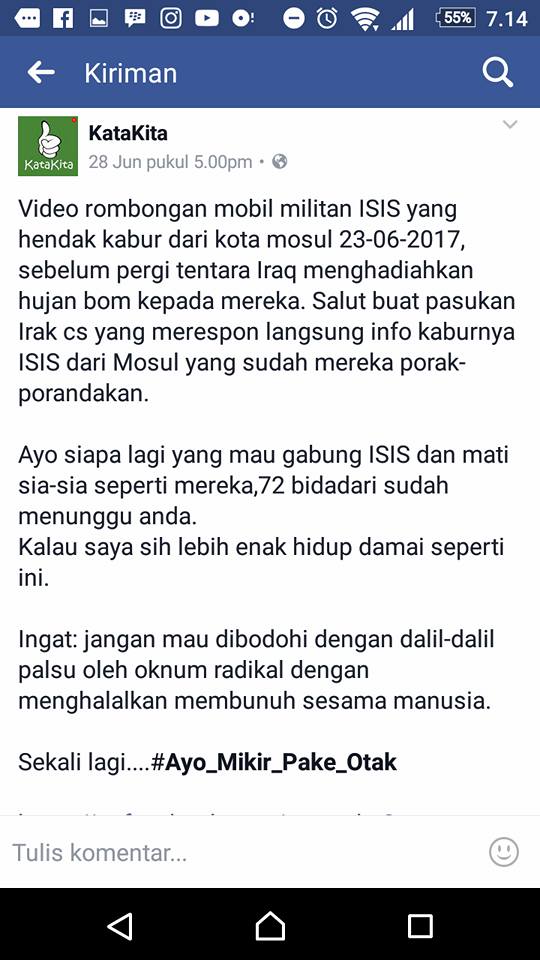 55% 7.14
Kiriman
KataKita
KataKita
28 Jun pukul 5.00pm •
Video rombongan mobil militan ISIS yang
hendak kabur dari kota mosul 23-06-2017,
sebelum pergi tentara Iraq menghadiahkan
hujan bom kepada mereka. Salut buat pasukan
Irak cs yang merespon langsung info kaburnya
ISIS dari Mosul yang sudah mereka porak-
porandakan.
Ayo siapa lagi yang mau gabung ISIS dan mati
sia-sia seperti mereka,72 bidadari sudah
menunggu anda.
Kalau saya sih lebih enak hidup damai seperti
ini.
Ingat: jangan mau dibodohi dengan dalil-dalil
palsu oleh oknum radikal dengan
menghalalkan membunuh sesama manusia.
Sekali lagi....#Ayo_Mikir_Pake_Otak
Tulis komentar...